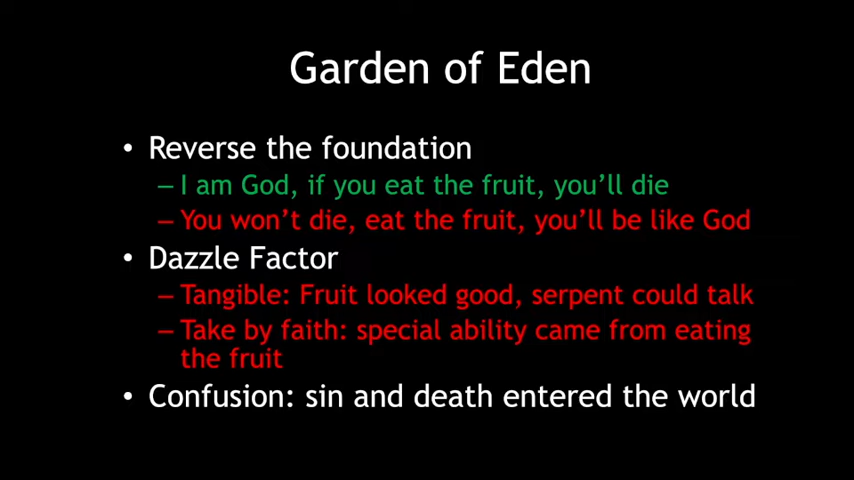 Garden of Eden
• Reverse the foundation
– I am God, if you eat the fruit, you’ll die
– You won’t die, eat the fruit, you’ll be like God
• Dazzle Factor
– Tangible: Fruit looked good, serpent could talk
– Take by faith: special ability came from eating
the fruit
• Confusion: sin and death entered the world